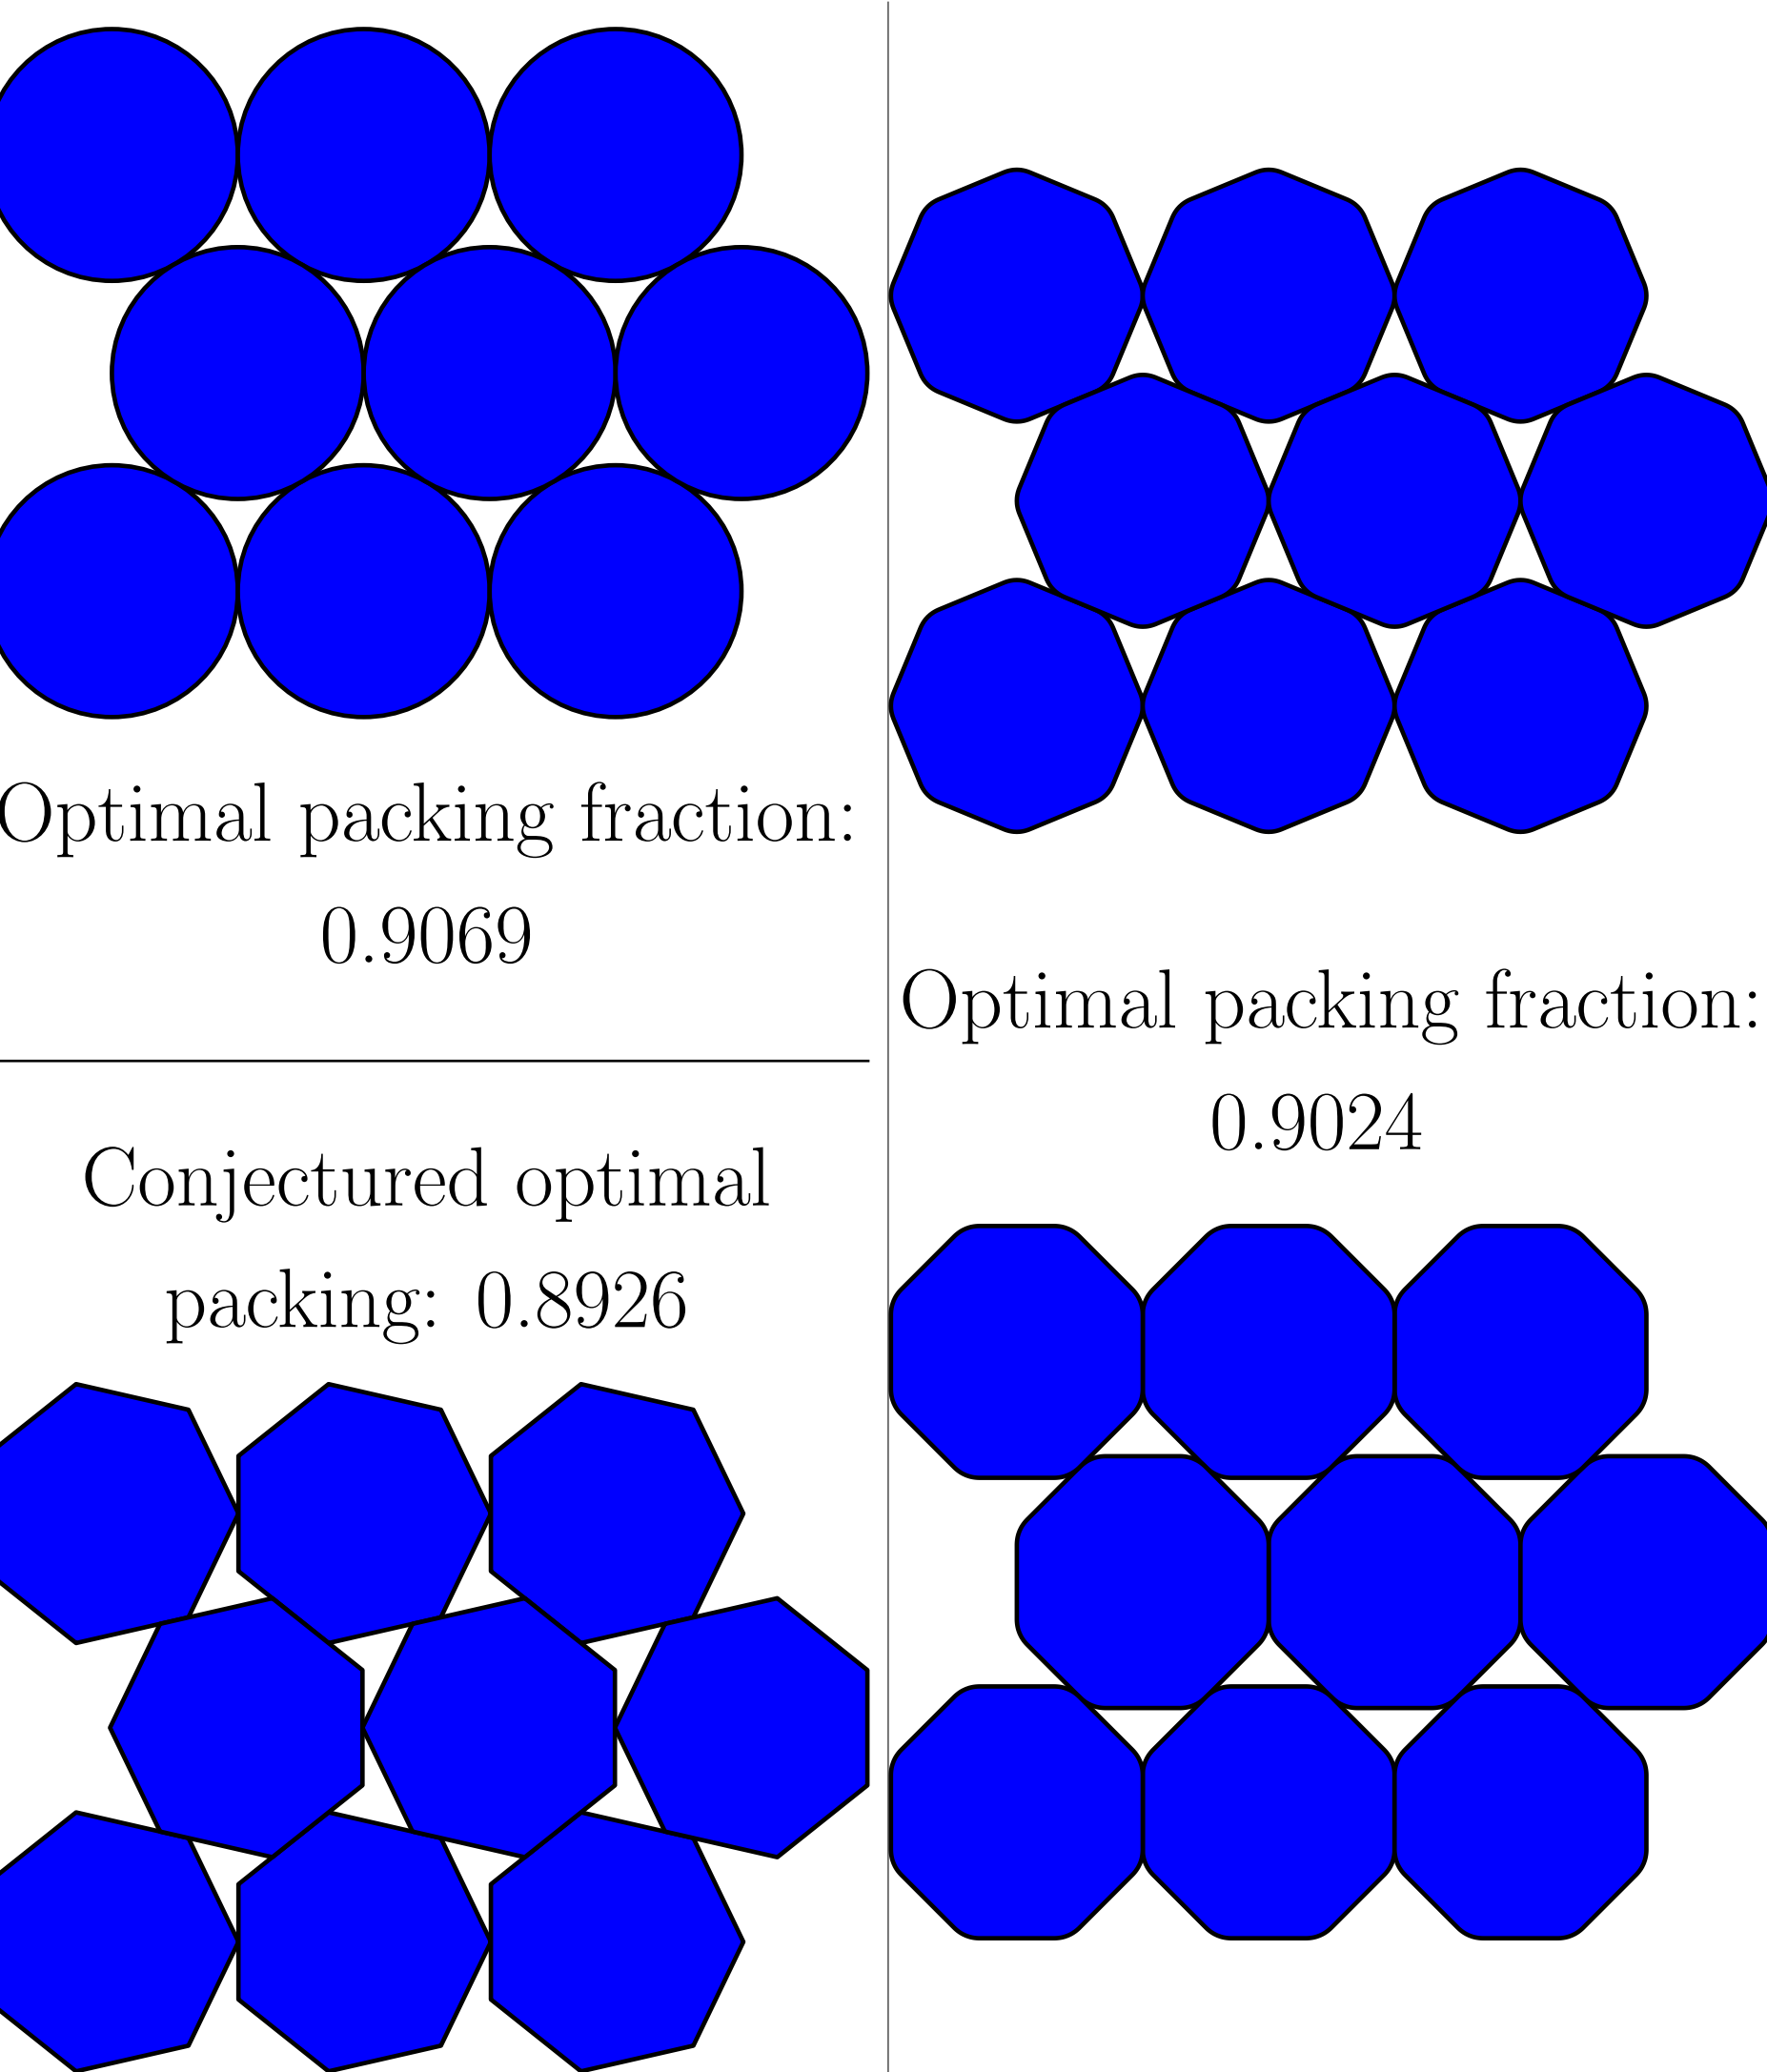 Optimal packing fraction:
0.9069
Conjectured optimal
packing: 0.8926
Optimal packing fraction:
0.9024